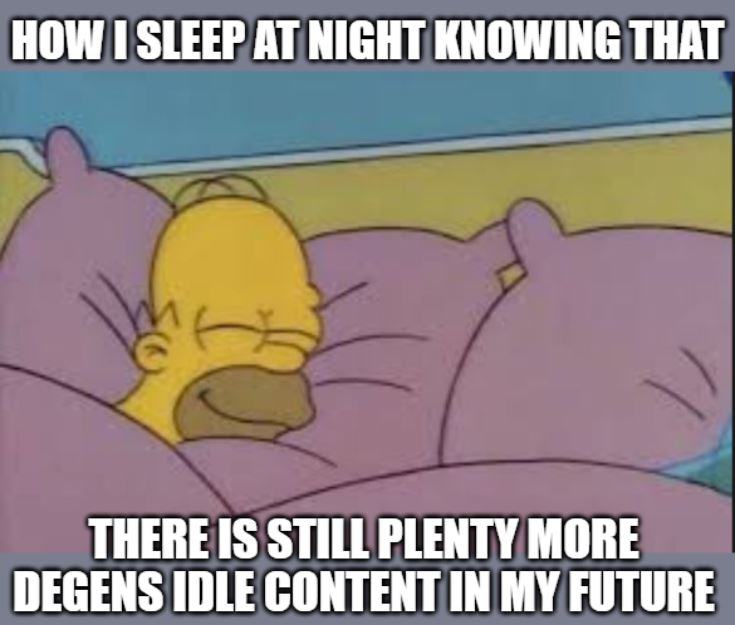 HOW I SLEEP AT NIGHT KNOWING THAT
THERE IS STILL PLENTY MORE
DEGENS IDLE CONTENT IN MY FUTURE